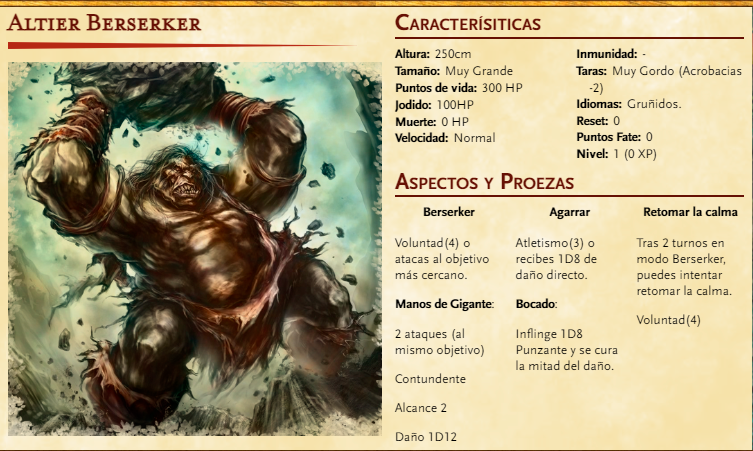 Altier Berserker
Caracterísiticas
Altura: 250cm
Tamaño: Muy Grande
Puntos de vida: 300 HP
Jodido: 100HP
Muerte: 0 HP
Velocidad: Normal
Inmunidad: -
Taras: Muy Gordo (Acrobacias
-2)
Idiomas: Gruñidos.
Reset: 0
Puntos Fate: 0
Nivel: 1 (0 XP)
Aspectos y Proezas
Berserker
Voluntad(4) o
atacas al objetivo
más cercano.
Manos de Gigante:
2 ataques (al
mismo objetivo)
Contundente
Alcance 2
Daño 1D12
Agarrar
Atletismo(3) o
recibes 1D8 de
daño directo.
Bocado:
Inflinge 1D8
Punzante y se cura
la mitad del daño.
Retomar la calma
Tras 2 turnos en
modo Berserker,
puedes intentar
retomar la calma.
Voluntad(4)